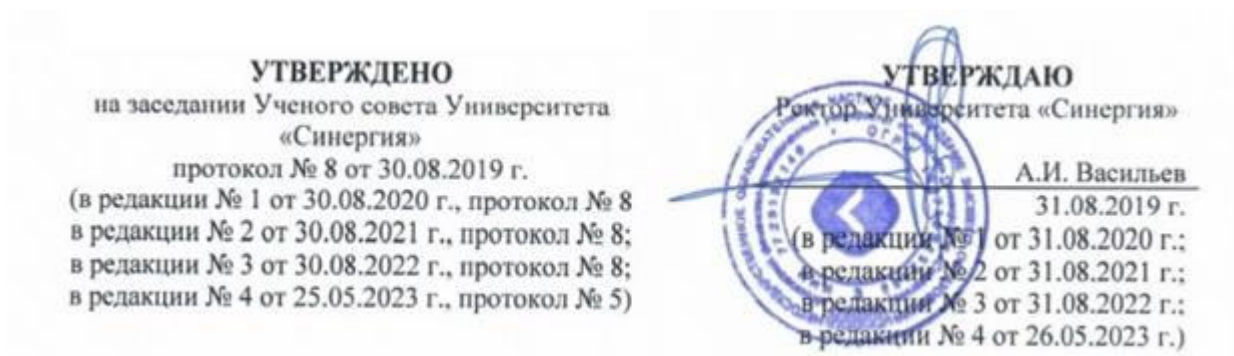 УТВЕРЖДЕНО
на заседании Ученого совета Университета
«Синергия»
протокол № 8 от 30.08.2019 г.
(в редакции № 1 от 30.08.2020 г., протокол № 8
в редакции № 2 от 30.08.2021 г., протокол № 8;
в редакции № 3 от 30.08.2022 г., протокол № 8;
в редакции № 4 от 25.05.2023 г., протокол № 5)
УТВЕРЖДАЮ
Ректор Университета «Синергия»
А.И. Васильев
31.08.2019 г.
(в редакции № 1 от 31.08.2020 г.;
в редакции № 2 от 31.08.2021 г.;
в редакции № 3 от 31.08.2022 г.;
в редакции № 4 от 26.05.2023 г.)